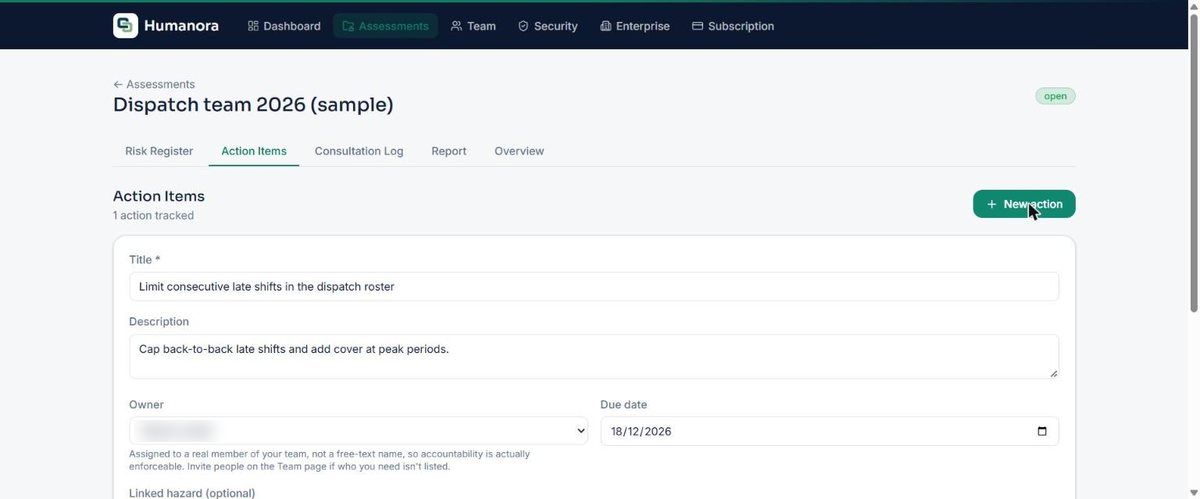 Humanora Dashboard Assessments Team Security Enterprise Subscription
← Assessments
Dispatch team 2026 (sample)
open
Risk Register Action Items Consultation Log Report Overview
Action Items
1 action tracked
+ New action
Title *
Limit consecutive late shifts in the dispatch roster
Description
Cap back-to-back late shifts and add cover at peak periods.
Owner Due date
18/12/2026
Assigned to a real member of your team, not a free-text name, so accountability is actually
enforceable. Invite people on the Team page if who you need isn't listed.
Linked hazard (optional)